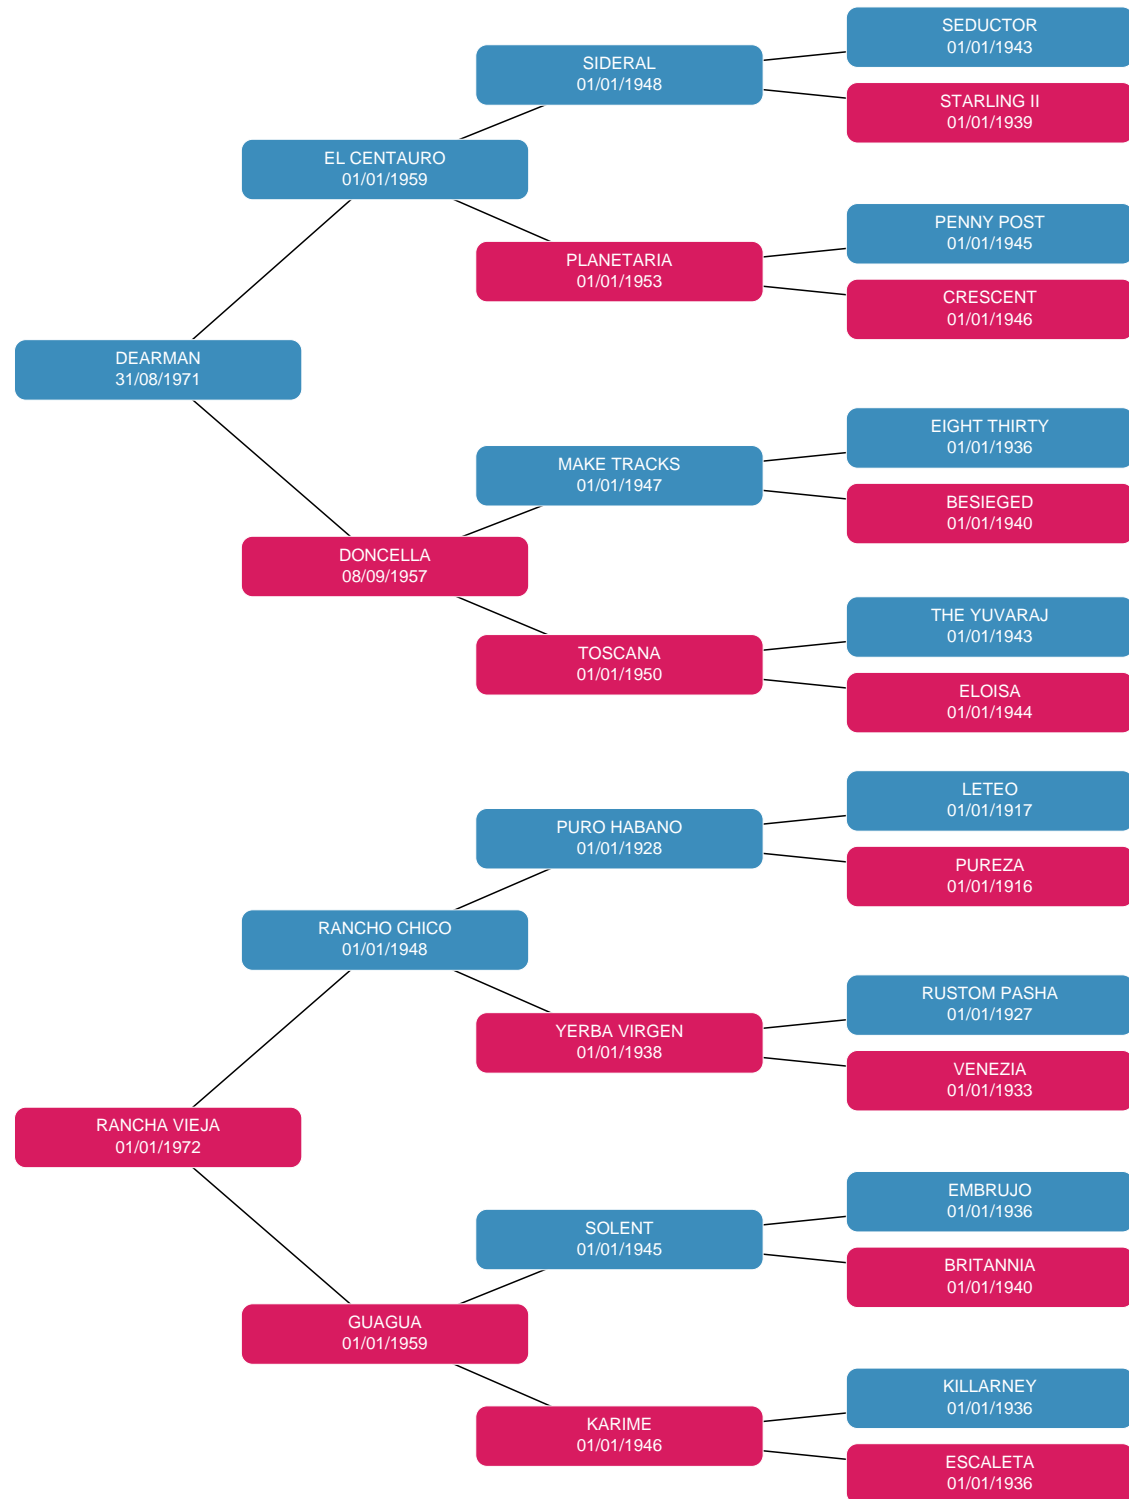 SEDUCTOR
01/01/1943
SIDERAL
01/01/1948
STARLING II
01/01/1939
EL CENTAURO
01/01/1959
PENNY POST
01/01/1945
PLANETARIA
01/01/1953
CRESCENT
01/01/1946
DEARMAN
31/08/1971
EIGHT THIRTY
01/01/1936
MAKE TRACKS
01/01/1947
BESIEGED
01/01/1940
DONCELLA
08/09/1957
THE YUVARAJ
01/01/1943
TOSCANA
01/01/1950
ELOISA
01/01/1944
LETEO
01/01/1917
PURO HABANO
01/01/1928
PUREZA
01/01/1916
RANCHO CHICO
01/01/1948
RUSTOM PASHA
01/01/1927
YERBA VIRGEN
01/01/1938
VENEZIA
01/01/1933
RANCHA VIEJA
01/01/1972
EMBRUJO
01/01/1936
SOLENT
01/01/1945
BRITANNIA
01/01/1940
GUAGUA
01/01/1959
KILLARNEY
01/01/1936
KARIME
01/01/1946
ESCALETA
01/01/1936